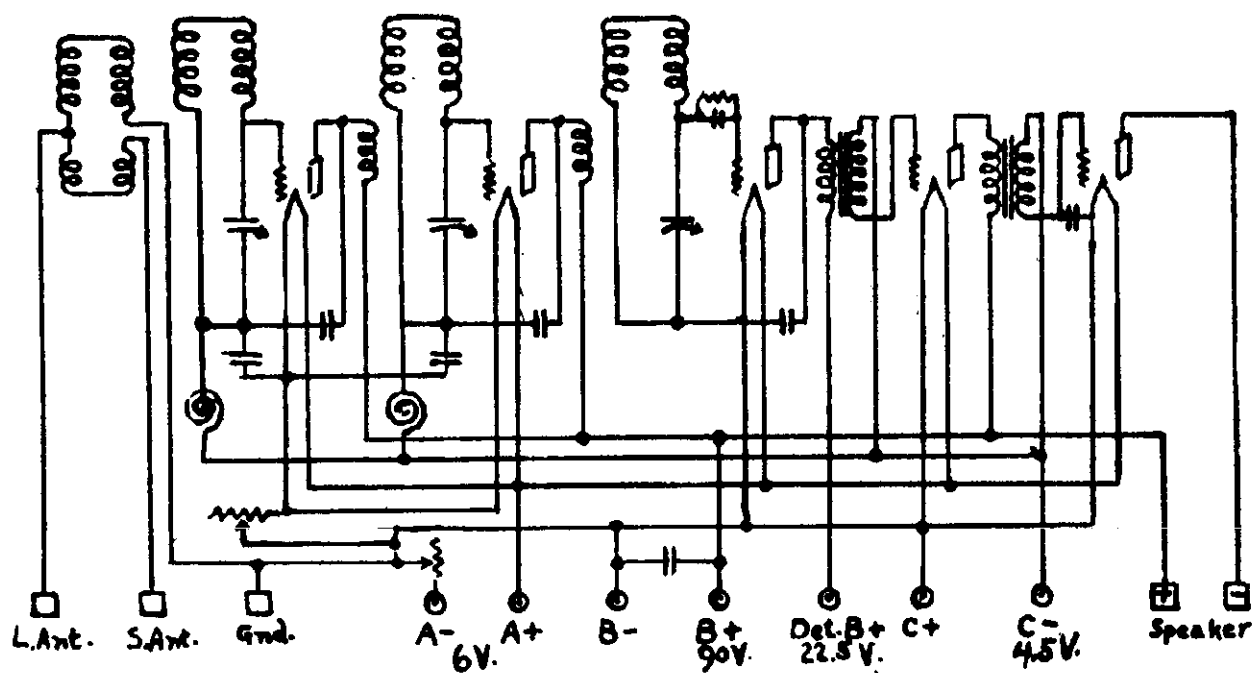 L.Ant. S.Ant. Gnd. A- A+ B- B+ Det.B+ C+ C- Speaker
6V. 90V. 22.5V. 4.5V.
+ -